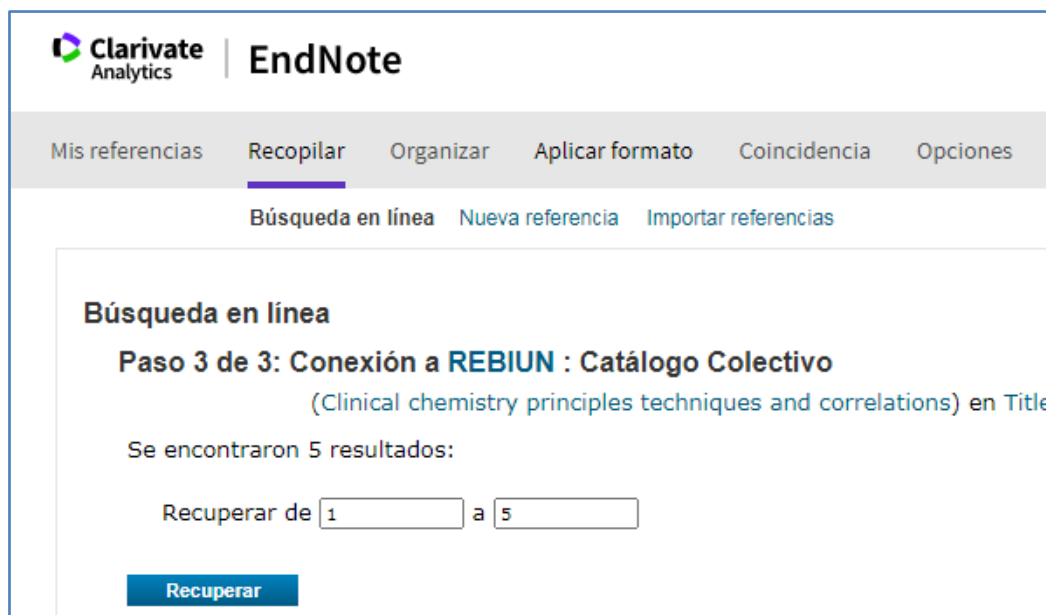 Clarivate
Analytics
EndNote
Mis referencias Recopilar Organizar Aplicar formato Coincidencia Opciones
Búsqueda en línea Nueva referencia Importar referencias
Búsqueda en línea
Paso 3 de 3: Conexión a REBIUN : Catálogo Colectivo
(Clinical chemistry principles techniques and correlations) en Title
Se encontraron 5 resultados:
Recuperar de 1 a 5
Recuperar